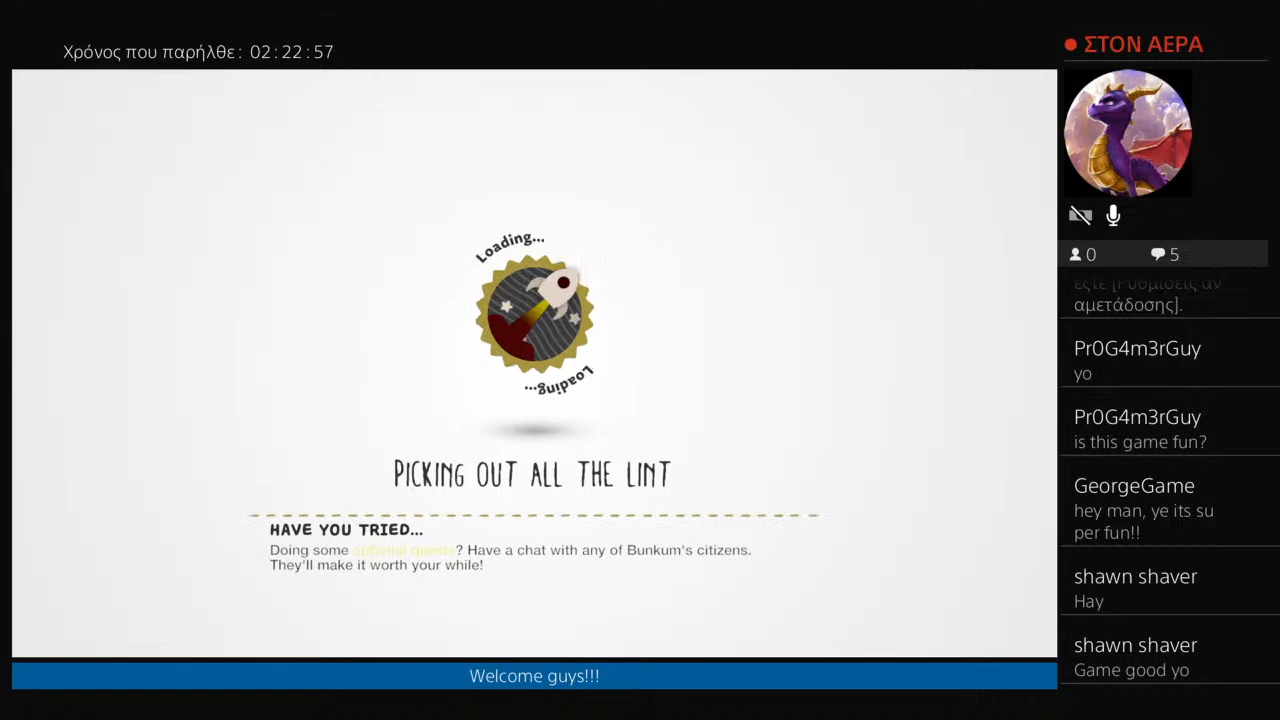 Χρόνος που παρήλθε: 02:22:57
ΣΤΟΝ ΑΕΡΑ
Loading...
Loading...
PICKING OUT ALL THE LINT
HAVE YOU TRIED...
Doing some optional quests? Have a chat with any of Bunkum's citizens.
They'll make it worth your while!
Welcome guys!!!
0 5
έξτε [Ρυθμίσεις αν
αμετάδοσης].
Pr0G4m3rGuy
yo
Pr0G4m3rGuy
is this game fun?
GeorgeGame
hey man, ye its su
per fun!!
shawn shaver
Hay
shawn shaver
Game good yo